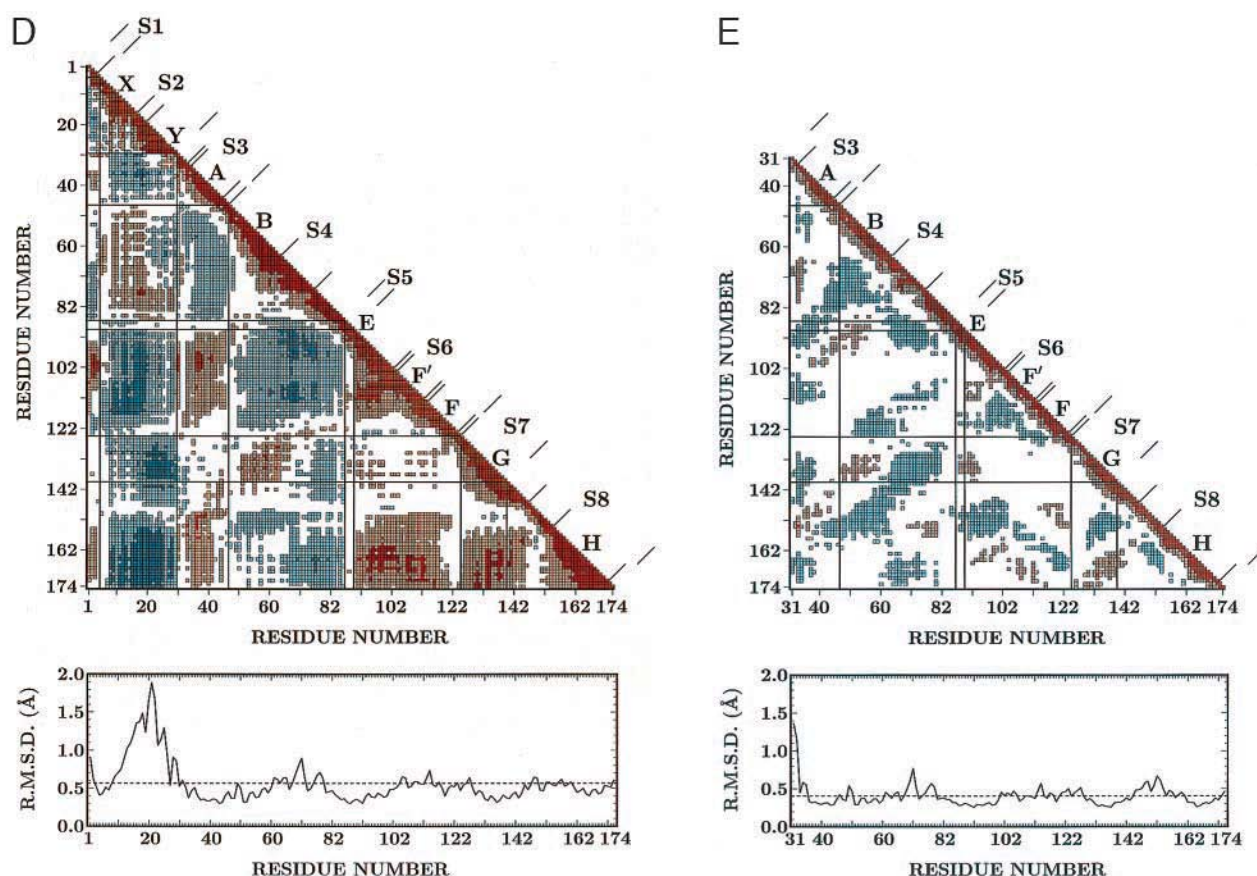 D
S1
1
X
S2
20
Y
S3
40
A
B
60
S4
S5
82
E
102
S6
F′
122
F
S7
G
142
S8
162
H
174
RESIDUE NUMBER
1 20 40 60 82 102 122 142 162 174
RESIDUE NUMBER
2.0
1.5
1.0
0.5
0.0
R.M.S.D. (Å)
1 20 40 60 82 102 122 142 162 174
RESIDUE NUMBER
E
31
S3
A
40
B
60
S4
S5
82
E
102
S6
F′
122
F
S7
G
142
S8
162
H
174
RESIDUE NUMBER
31 40 60 82 102 122 142 162 174
RESIDUE NUMBER
2.0
1.5
1.0
0.5
0.0
R.M.S.D. (Å)
31 40 60 82 102 122 142 162 174
RESIDUE NUMBER